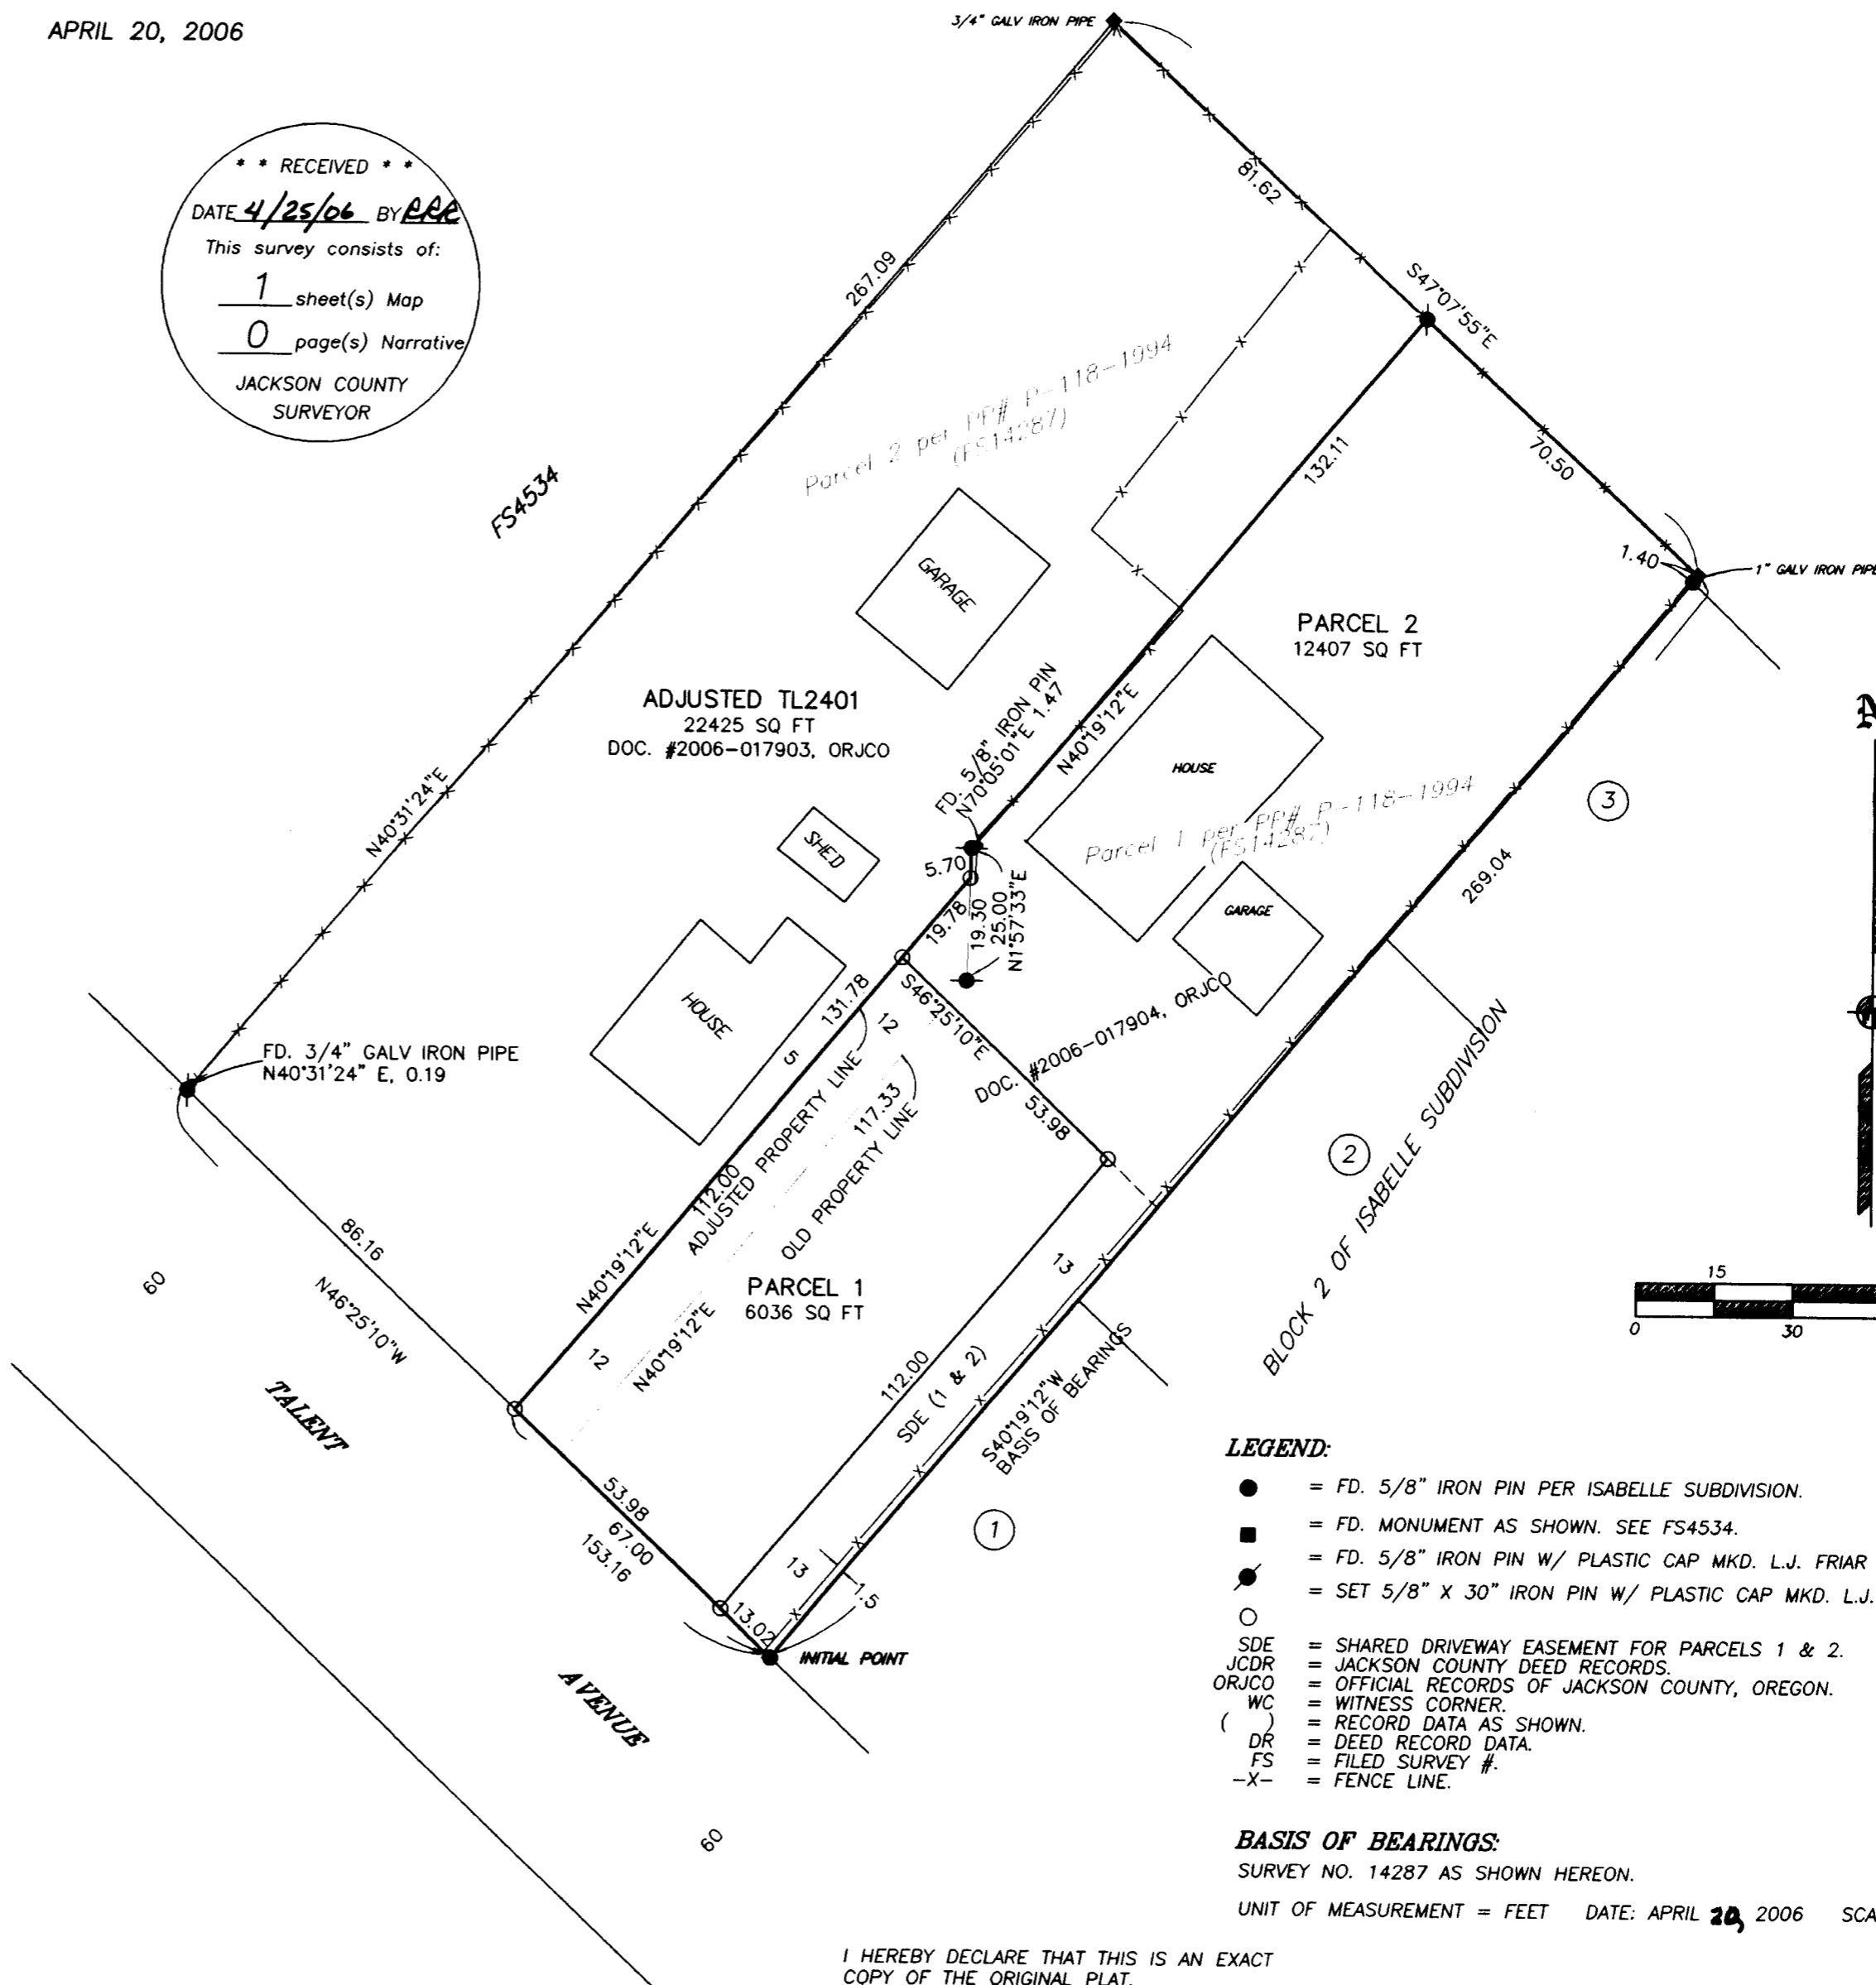 APRIL 20, 2006
3/4" GALV IRON PIPE
* * RECEIVED * *
DATE 4/25/06 BY RRR
This survey consists of:
1 sheet(s) Map
0 page(s) Narrative
JACKSON COUNTY
SURVEYOR
81.62
267.09
S47°07'55"E
Parcel 2 per PP# P-118-1994
(FS14287)
132.11
70.50
FS4534
1.40
1" GALV IRON PIPE
GARAGE
PARCEL 2
12407 SQ FT
ADJUSTED TL2401
22425 SQ FT
DOC. #2006-017903, ORJCO
FD. 5/8" IRON PIN
N70°05'01"E 1.47
N40°19'12"E
HOUSE
N
N40°31'24"E
Parcel 1 per PP# P-118-1994
(FS14287)
3
SHED
5.70
269.04
GARAGE
19.78
19.30
25.00
N1°57'33"E
131.78
S46°25'10"E
HOUSE
12
5
DOC. #2006-017904, ORJCO
53.98
FD. 3/4" GALV IRON PIPE
N40°31'24" E, 0.19
117.33
ADJUSTED PROPERTY LINE
OLD PROPERTY LINE
112.00
N40°19'12"E
2
BLOCK 2 OF ISABELLE SUBDIVISION
86.16
60
N46°25'10"W
PARCEL 1
6036 SQ FT
13
15
0
30
12
N40°19'12"E
112.00
SDE (1 & 2)
S40°19'12"W
BASIS OF BEARINGS
TALENT
53.98
67.00
153.16
1
13
1.5
13.02
INITIAL POINT
AVENUE
60
LEGEND:
= FD. 5/8" IRON PIN PER ISABELLE SUBDIVISION.
= FD. MONUMENT AS SHOWN. SEE FS4534.
= FD. 5/8" IRON PIN W/ PLASTIC CAP MKD. L.J. FRIAR
= SET 5/8" X 30" IRON PIN W/ PLASTIC CAP MKD. L.J.
SDE = SHARED DRIVEWAY EASEMENT FOR PARCELS 1 & 2.
JCDR = JACKSON COUNTY DEED RECORDS.
ORJCO = OFFICIAL RECORDS OF JACKSON COUNTY, OREGON.
WC = WITNESS CORNER.
( ) = RECORD DATA AS SHOWN.
DR = DEED RECORD DATA.
FS = FILED SURVEY #.
-X- = FENCE LINE.
BASIS OF BEARINGS:
SURVEY NO. 14287 AS SHOWN HEREON.
UNIT OF MEASUREMENT = FEET DATE: APRIL 20, 2006 SCA
I HEREBY DECLARE THAT THIS IS AN EXACT
COPY OF THE ORIGINAL PLAT.